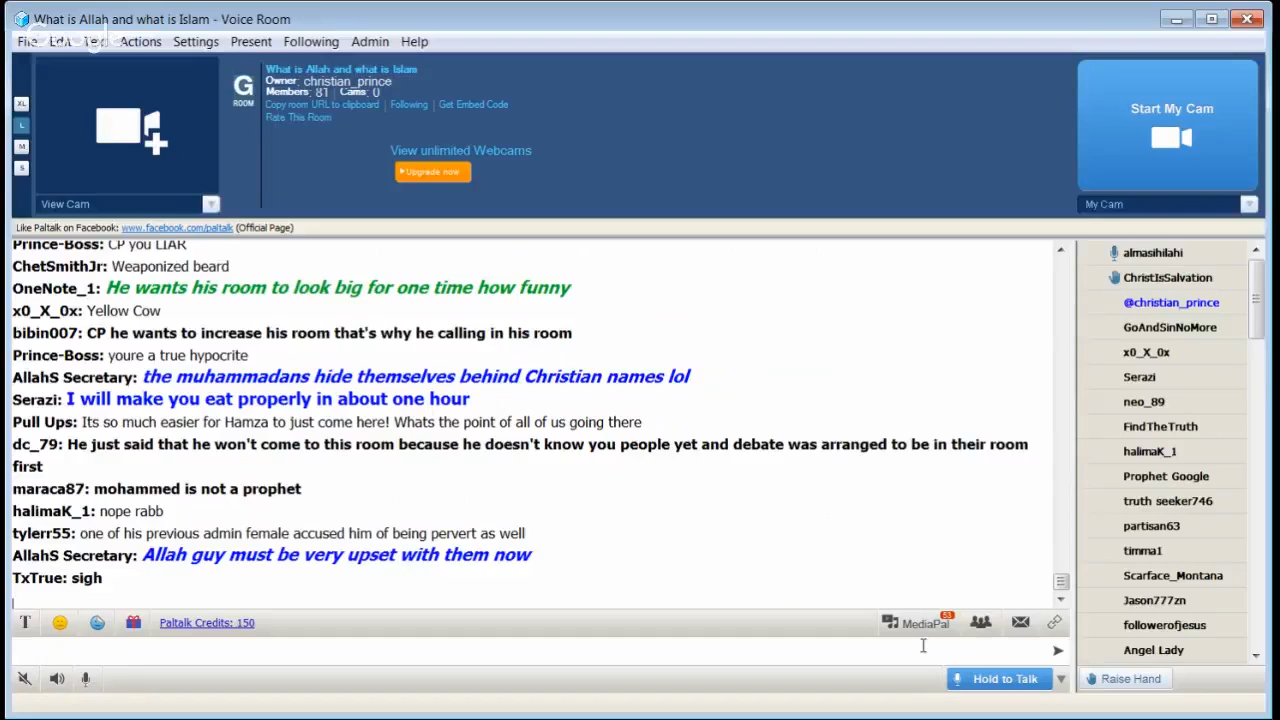 What is Allah and what is Islam - Voice Room
Google
File Edit Text Actions Settings Present Following Admin Help
XL
L
M
S
G
ROOM
What is Allah and what is Islam
Owner: christian_prince
Members: 81 | Cams: 0
Copy room URL to clipboard | Following | Get Embed Code
Rate This Room
View unlimited Webcams
Upgrade now
Start My Cam
View Cam
My Cam
Like Paltalk on Facebook: www.facebook.com/paltalk (Official Page)
Prince-Boss: CP you LIAR
ChetSmithJr: Weaponized beard
OneNote_1: He wants his room to look big for one time how funny
x0_X_0x: Yellow Cow
bibin007: CP he wants to increase his room that's why he calling in his room
Prince-Boss: youre a true hypocrite
AllahS Secretary: the muhammadans hide themselves behind Christian names lol
Serazi: I will make you eat properly in about one hour
Pull Ups: Its so much easier for Hamza to just come here! Whats the point of all of us going there
dc_79: He just said that he won't come to this room because he doesn't know you people yet and debate was arranged to be in their room
first
maraca87: mohammed is not a prophet
halimaK_1: nope rabb
tylerr55: one of his previous admin female accused him of being pervert as well
AllahS Secretary: Allah guy must be very upset with them now
TxTrue: sigh
almasihilahi
ChristIsSalvation
@christian_prince
GoAndSinNoMore
x0_X_0x
Serazi
neo_89
FindTheTruth
halimaK_1
Prophet Google
truth seeker746
partisan63
timma1
Scarface_Montana
Jason777zn
followerofjesus
Angel Lady
T
Paltalk Credits: 150
MediaPal
53
Hold to Talk
Raise Hand